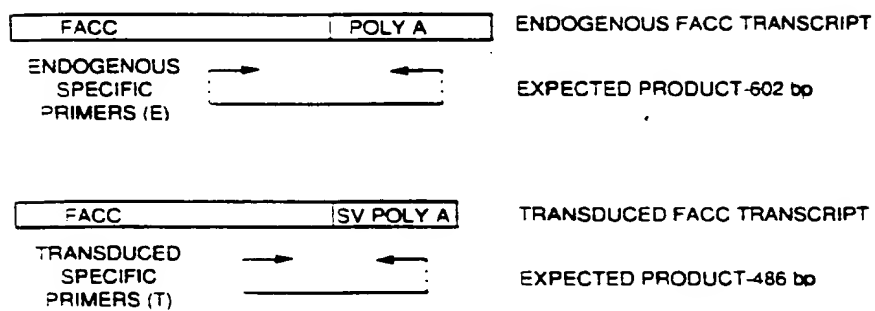 FACC POLY A ENDOGENOUS FACC TRANSCRIPT
ENDOGENOUS
SPECIFIC
PRIMERS (E)
EXPECTED PRODUCT-602 bp
FACC SV POLY A TRANSDUCED FACC TRANSCRIPT
TRANSDUCED
SPECIFIC
PRIMERS (T)
EXPECTED PRODUCT-486 bp